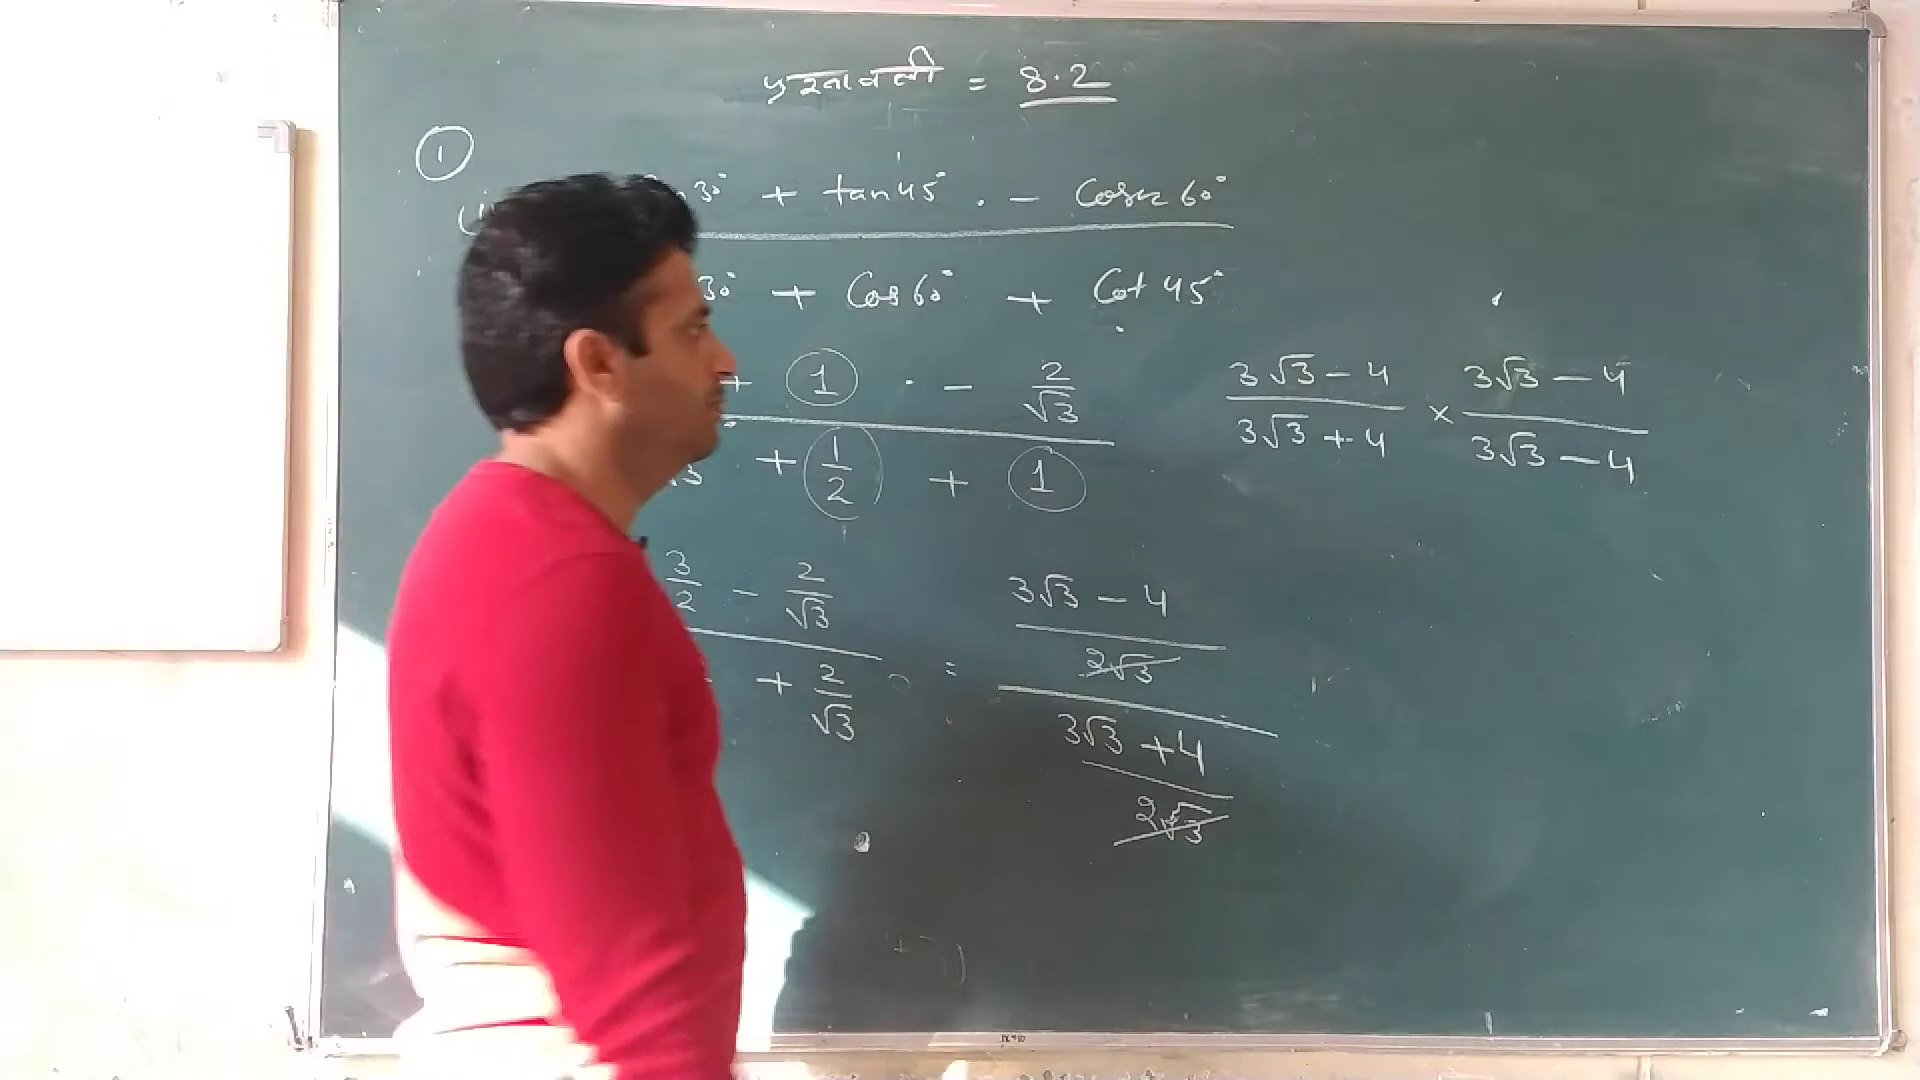 प्रश्नावली = 8.2
①
30° + tan45° - Cosec 60°
30° + Cos60° + Cot 45°
+ 1 - 2/√3
√3 + 1/2 + 1
3√3 - 4 / 3√3 + 4 × 3√3 - 4 / 3√3 - 4
3/2 - 2/√3
+ 2/√3
= 3√3 - 4
2√3
3√3 + 4
2√3